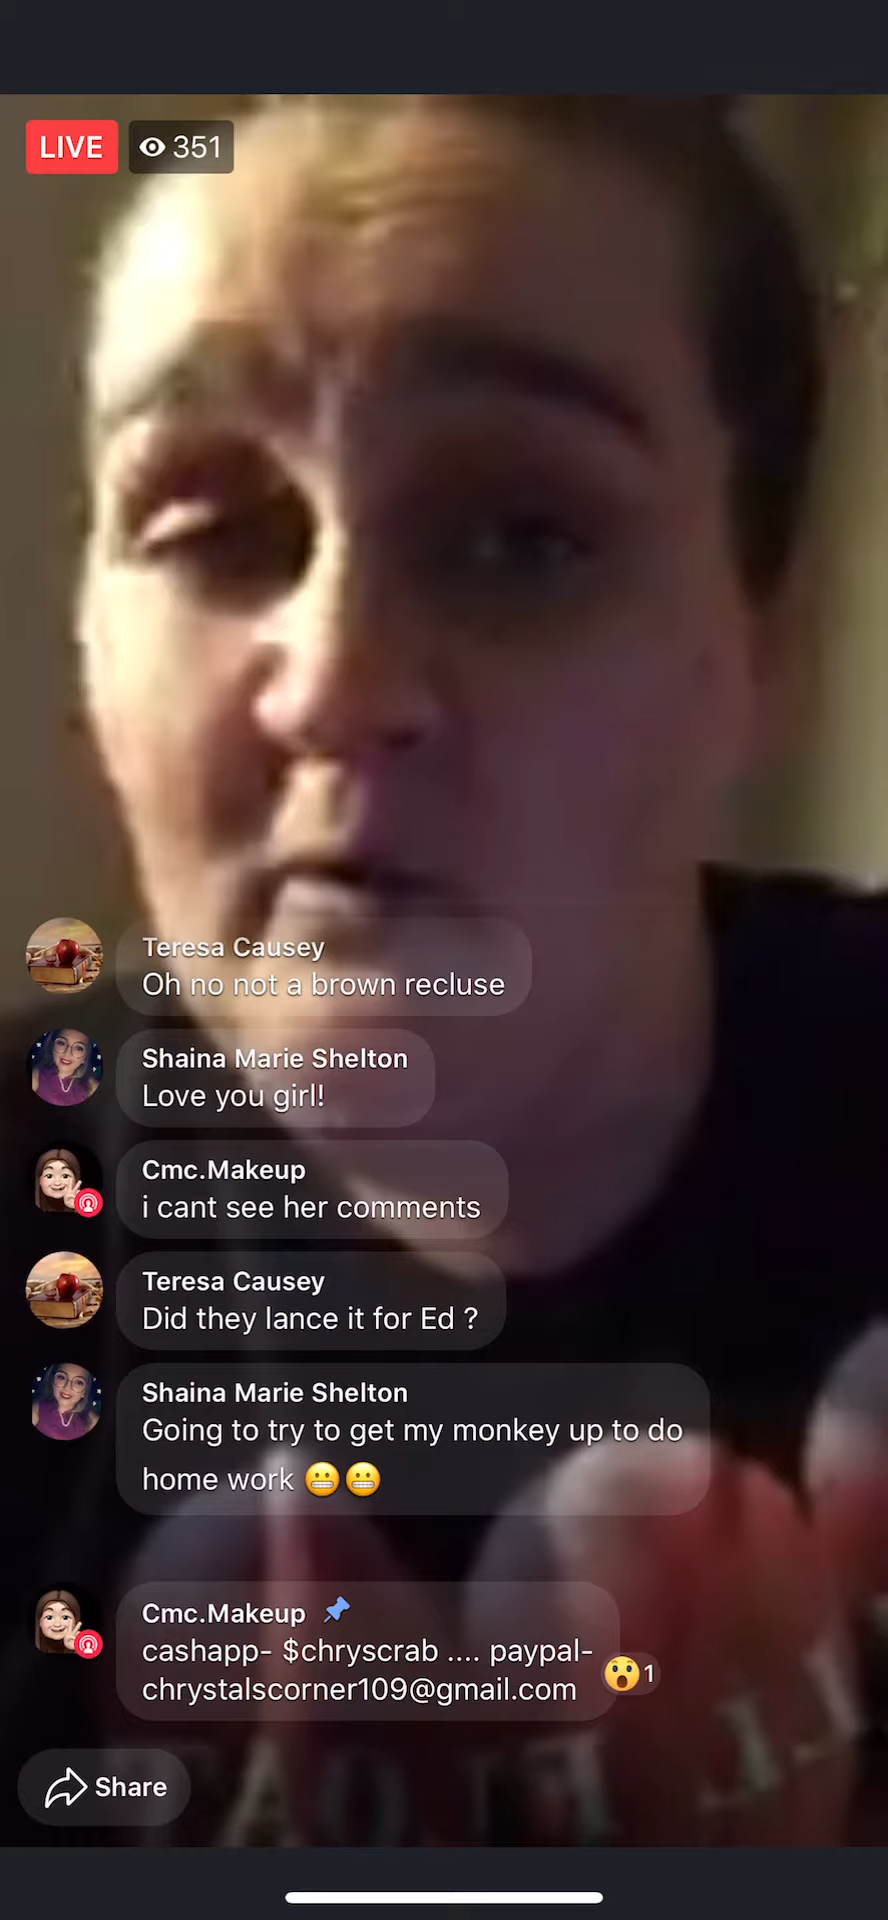 LIVE 351
Teresa Causey
Oh no not a brown recluse
Shaina Marie Shelton
Love you girl!
Cmc.Makeup
i cant see her comments
Teresa Causey
Did they lance it for Ed ?
Shaina Marie Shelton
Going to try to get my monkey up to do
home work 😬😬
Cmc.Makeup 📌
cashapp- $chryscrab .... paypal-
chrystalscorner109@gmail.com
😮 1
Share